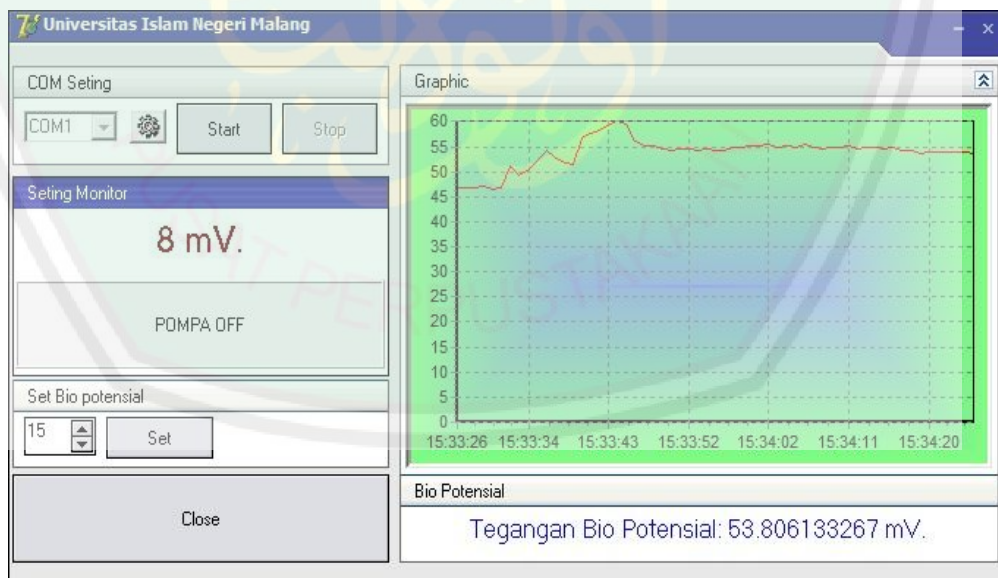 Universitas Islam Negeri Malang
COM Seting
COM1
Start
Stop
Seting Monitor
8 mV.
POMPA OFF
Set Bio potensial
15
Set
Close
Graphic
60
55
50
45
40
35
30
25
20
15
10
5
0
15:33:26 15:33:34 15:33:43 15:33:52 15:34:02 15:34:11 15:34:20
Bio Potensial
Tegangan Bio Potensial: 53.806133267 mV.
PUSAT PERPUSTAKAAN